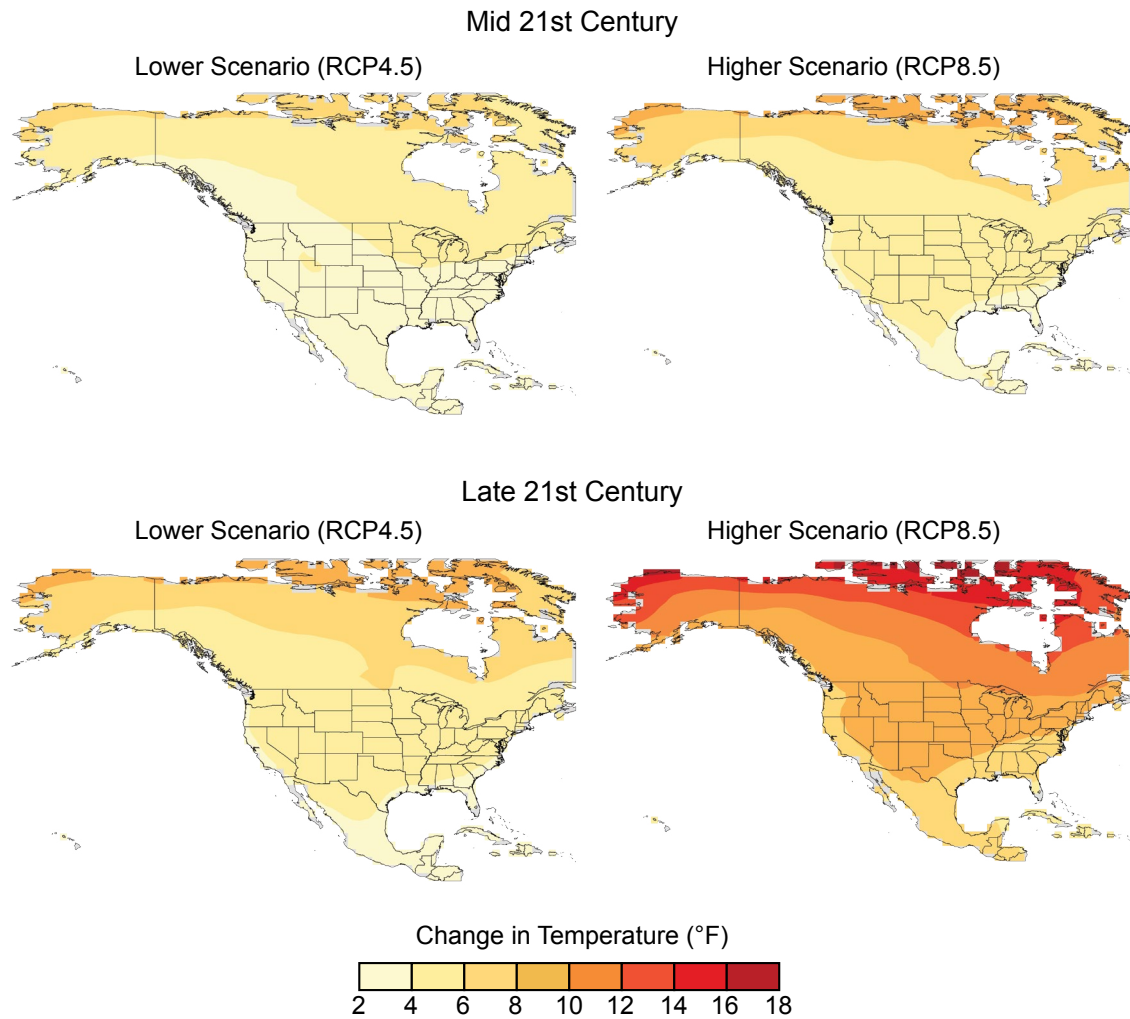 Mid 21st Century
Lower Scenario (RCP4.5)
Higher Scenario (RCP8.5)
Late 21st Century
Lower Scenario (RCP4.5)
Higher Scenario (RCP8.5)
Change in Temperature (°F)
2 4 6 8 10 12 14 16 18